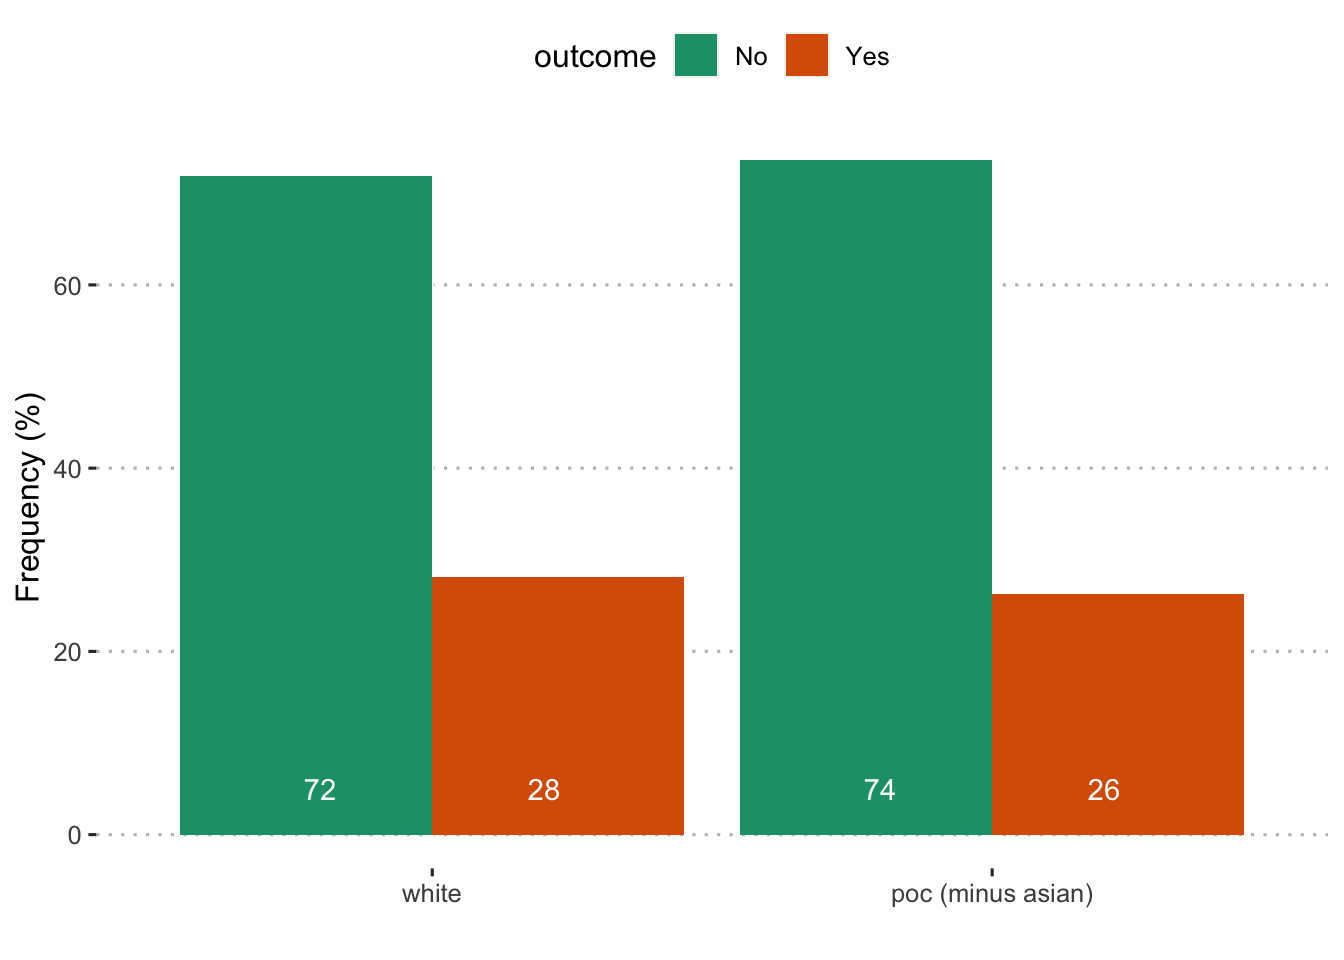 outcome No Yes
Frequency (%)
60
40
20
0
72 28 74 26
white poc (minus asian)